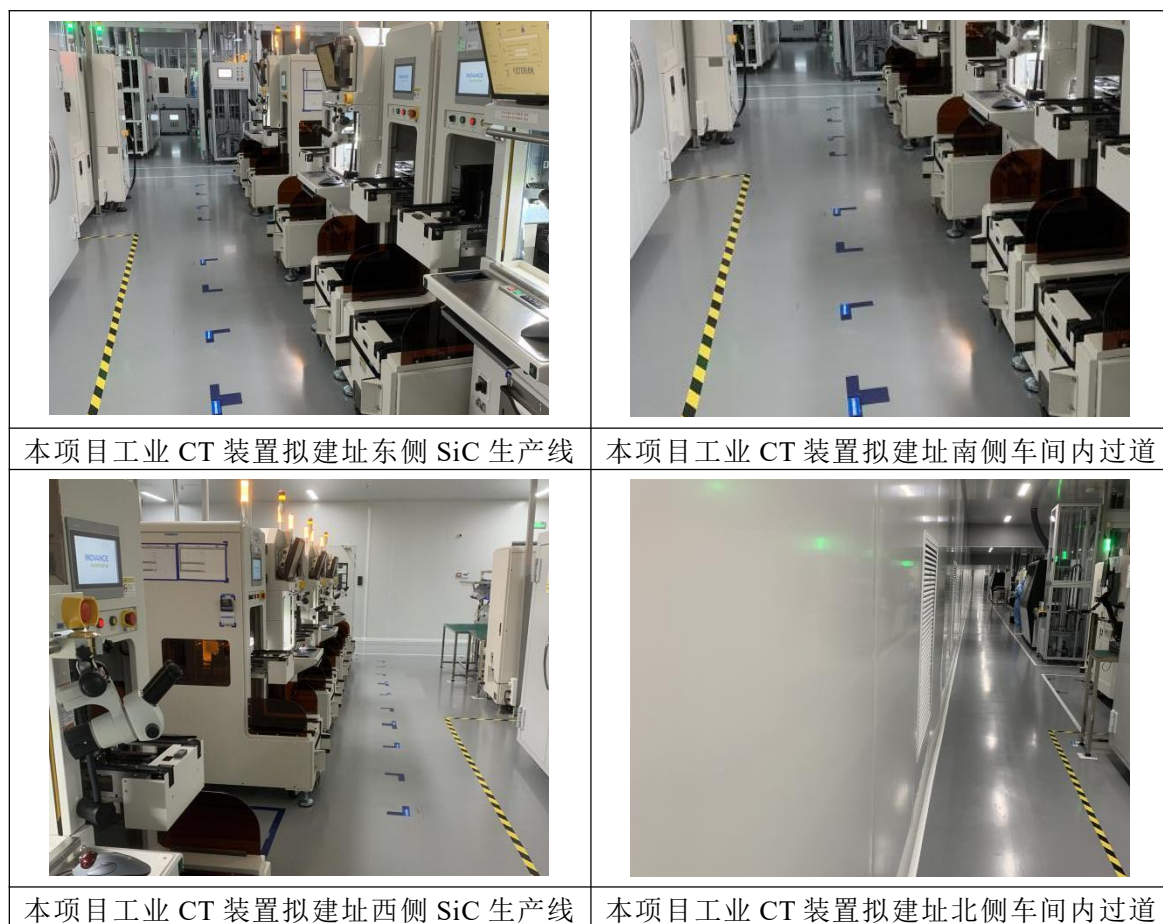 INOVANCE
本项目工业 CT 装置拟建址东侧 SiC 生产线
本项目工业 CT 装置拟建址南侧车间内过道
INOVANCE
本项目工业 CT 装置拟建址西侧 SiC 生产线
本项目工业 CT 装置拟建址北侧车间内过道